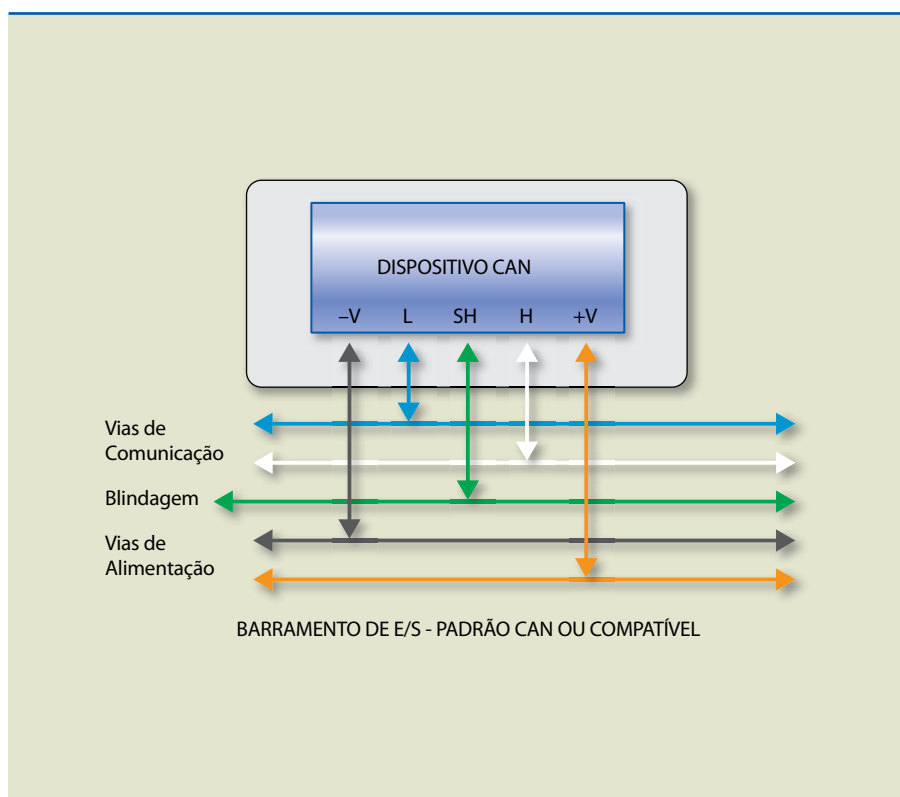 DISPOSITIVO CAN
–V L SH H +V
Vias de
Comunicação
Blindagem
Vias de
Alimentação
BARRAMENTO DE E/S - PADRÃO CAN OU COMPATÍVEL